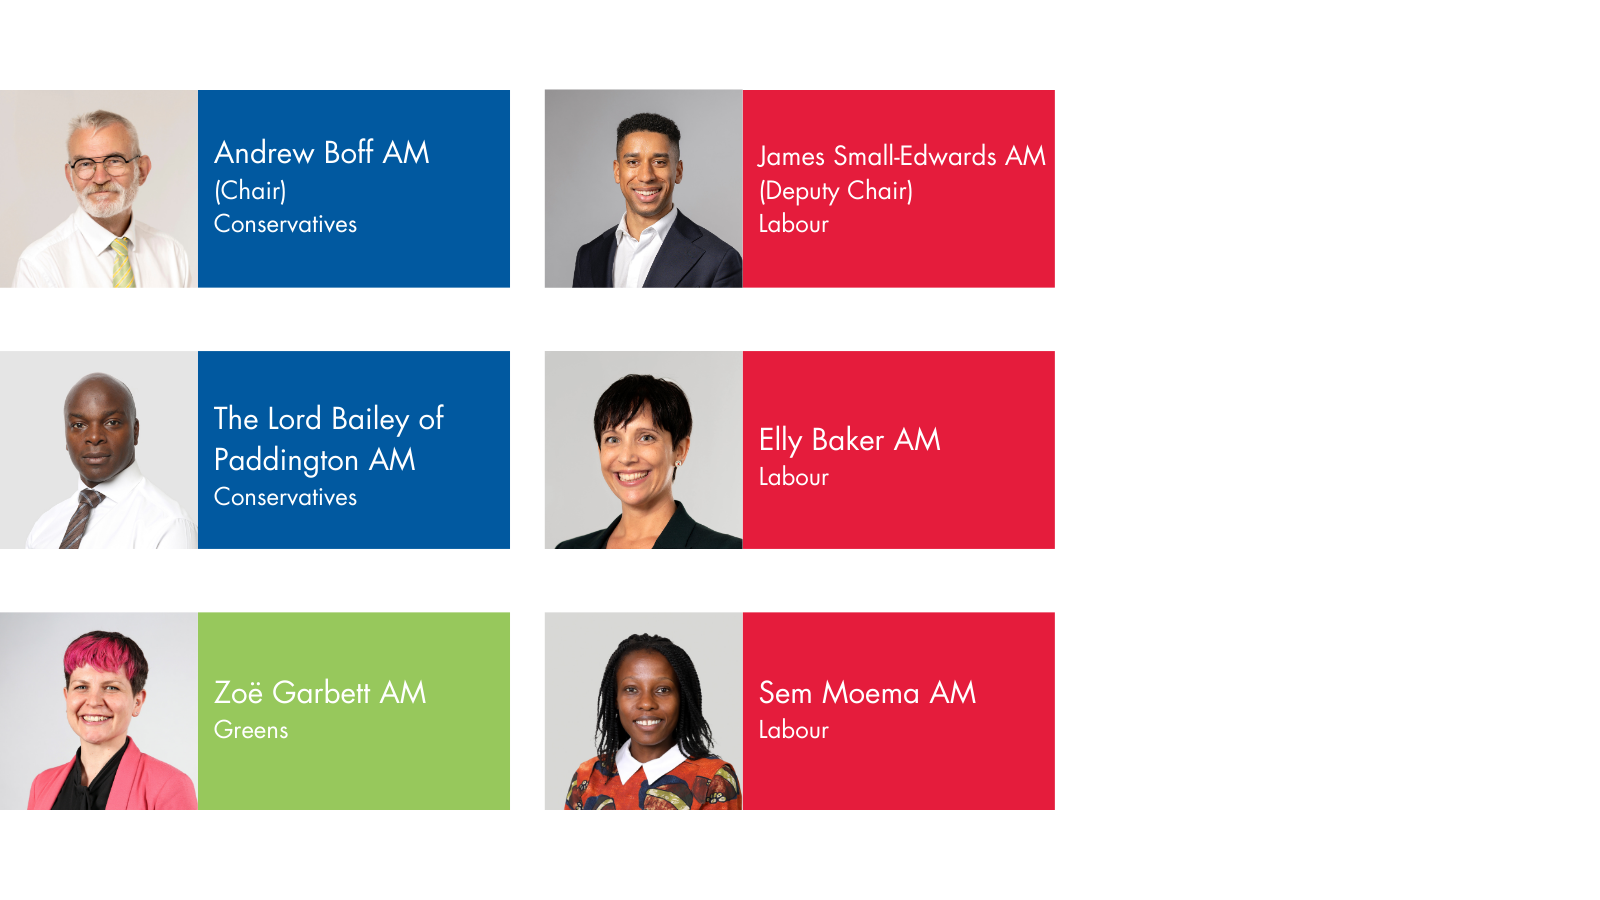 Andrew Boff AM
(Chair)
Conservatives
James Small-Edwards AM
(Deputy Chair)
Labour
The Lord Bailey of
Paddington AM
Conservatives
Elly Baker AM
Labour
Zoë Garbett AM
Greens
Sem Moema AM
Labour